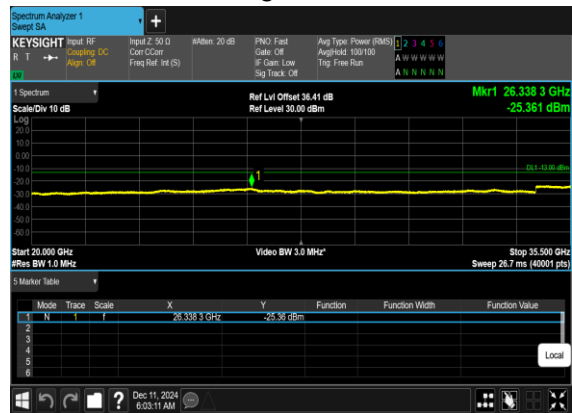 Spectrum Analyzer 1
Swept SA
KEYSIGHT Input: RF Input Z: 50 Ω #Atten: 20 dB PNO: Fast Avg Type: Power (RMS) 1 2 3 4 5 6
R T Coupling: DC Corr CCorr Gate: Off Avg|Hold: 100/100 A W W W W W
Align: Off Freq Ref: Int (S) IF Gain: Low Trig: Free Run
Sig Track: Off A N N N N N
1 Spectrum
Ref Lvl Offset 36.41 dB Mkr1 26.338 3 GHz
Scale/Div 10 dB Ref Level 30.00 dBm -25.361 dBm
Log
20.0
10.0
0.00
-10.0
DL1 -13.00 dBm
1
-20.0
-30.0
-40.0
-50.0
-60.0
Start 20.000 GHz Video BW 3.0 MHz* Stop 35.500 GHz
#Res BW 1.0 MHz Sweep 26.7 ms (40001 pts)
5 Marker Table
Mode Trace Scale X Y Function Function Width Function Value
1 N 1 f 26.338 3 GHz -25.36 dBm
2
3
4
5
6
Local
? Dec 11, 2024
6:03:11 AM